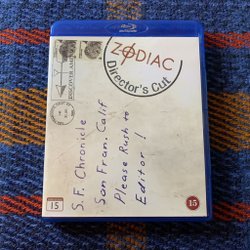 ZODIAC
Director's Cut
S.F. Chronicle
San Fran. Calif
Please Rush to
Editor!
15
15